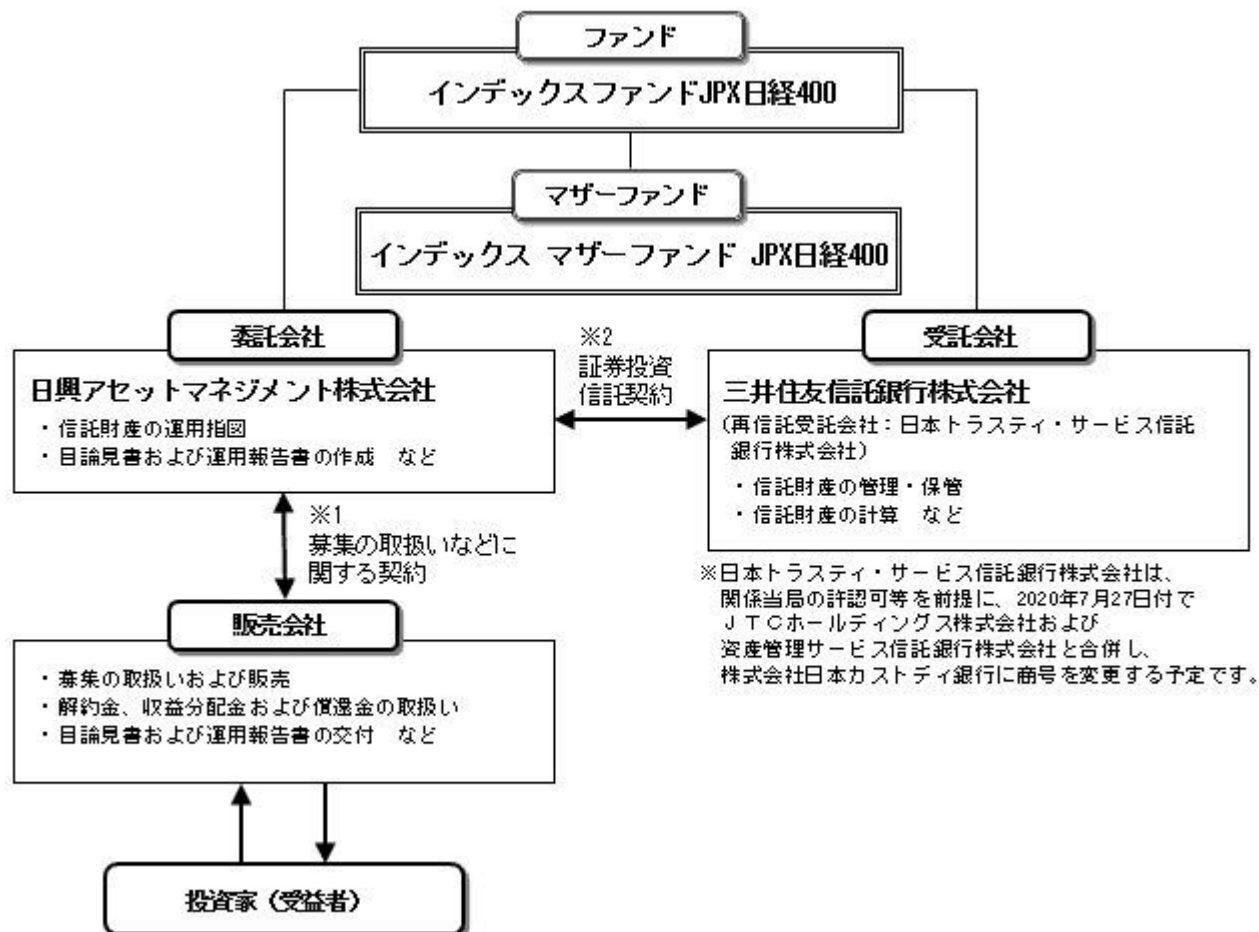 ファンド
インデックスファンドJPX日経400
マザーファンド
インデックス マザーファンド JPX日経400
委託会社
日興アセットマネジメント株式会社
・信託財産の運用指図
・目論見書および運用報告書の作成　など
※2
証券投資
信託契約
受託会社
三井住友信託銀行株式会社
(再信託受託会社：日本トラスティ・サービス信託
銀行株式会社)
・信託財産の管理・保管
・信託財産の計算　など
※日本トラスティ・サービス信託銀行株式会社は、
関係当局の許認可等を前提に、2020年7月27日付で
ＪＴＣホールディングス株式会社および
資産管理サービス信託銀行株式会社と合併し、
株式会社日本カストディ銀行に商号を変更する予定です。
※1
募集の取扱いなどに
関する契約
販売会社
・募集の取扱いおよび販売
・解約金、収益分配金および償還金の取扱い
・目論見書および運用報告書の交付　など
投資家（受益者）